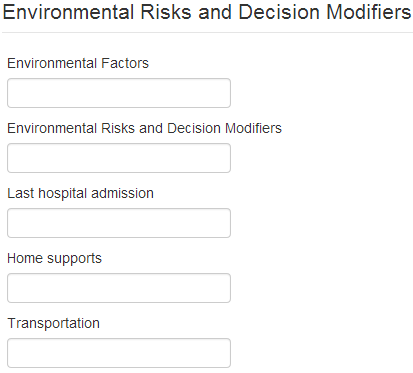 Environmental Risks and Decision Modifiers
Environmental Factors
Environmental Risks and Decision Modifiers
Last hospital admission
Home supports
Transportation